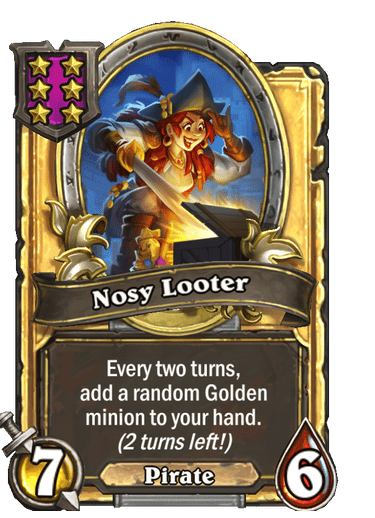 Nosy Looter
Every two turns,
add a random Golden
minion to your hand.
(2 turns left!)
7
Pirate
6